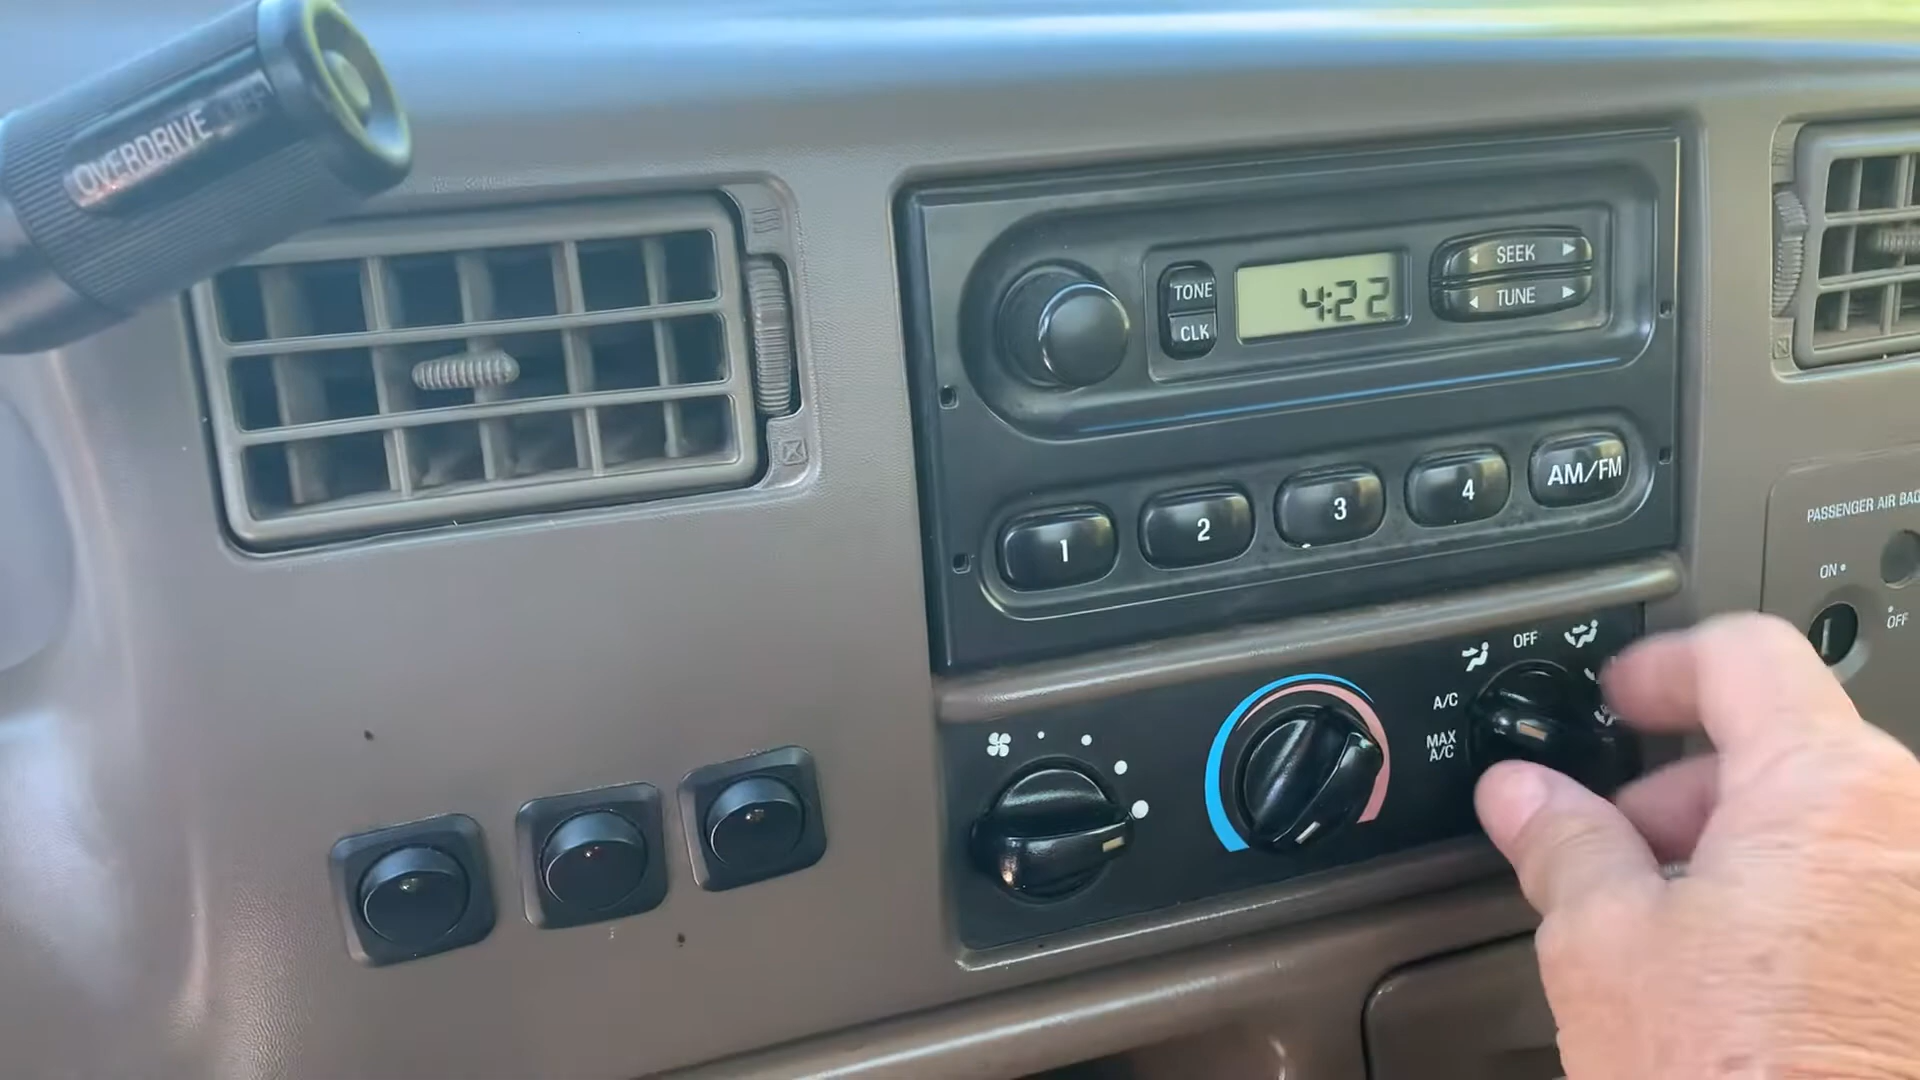 OVERDRIVE
TONE
CLK
4:22
SEEK
TUNE
1
2
3
4
AM/FM
PASSENGER AIR BAG
ON
OFF
OFF
A/C
MAX
A/C